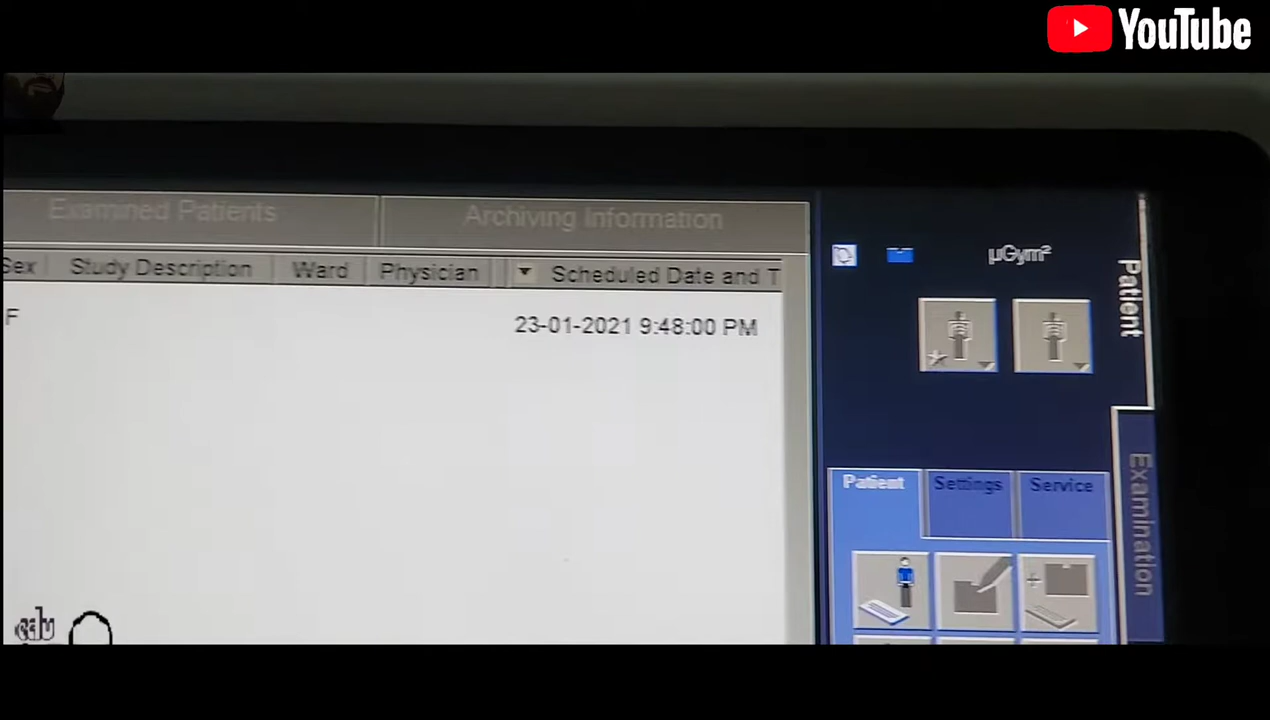 YouTube
Examined Patients
Archiving Information
Sex
Study Description
Ward
Physician
Scheduled Date and T
F
23-01-2021 9:48:00 PM
µGym²
Patient
Examination
Patient
Settings
Service